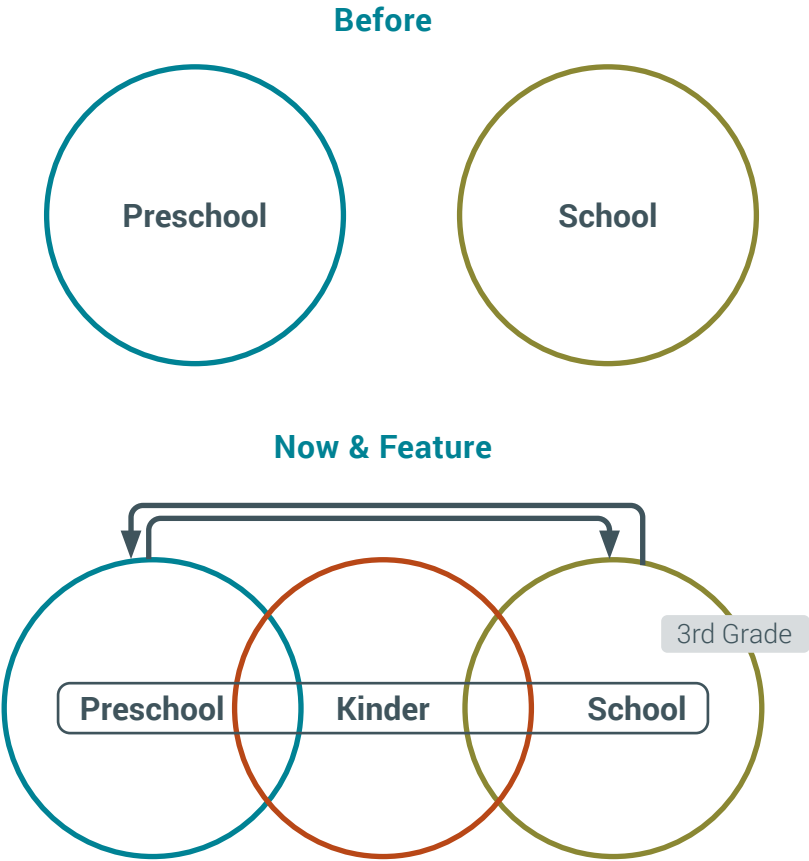 Before
Preschool
School
Now & Feature
3rd Grade
Preschool
Kinder
School